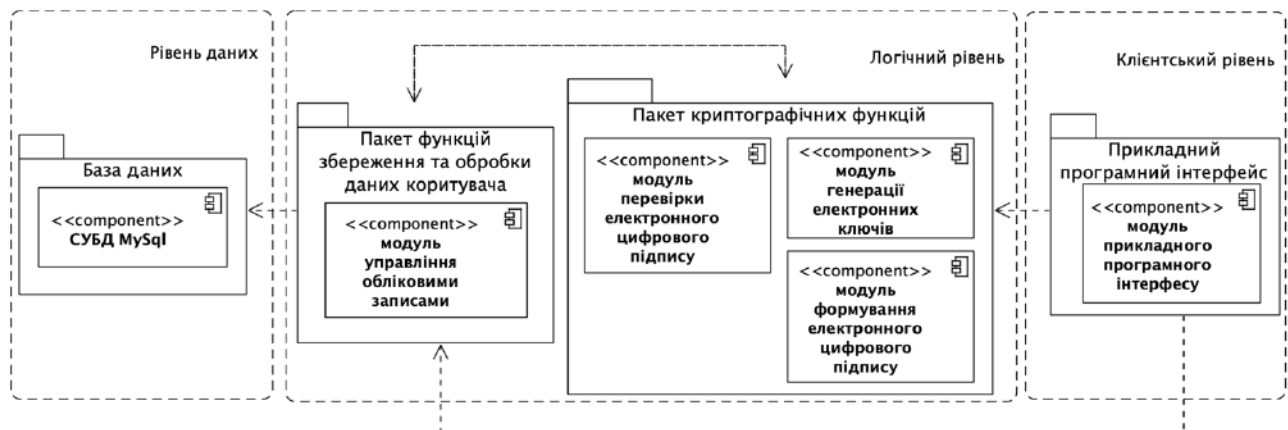 Рівень даних
База даних
<<component>>
СУБД MySql
Логічний рівень
Пакет функцій
збереження та обробки
даних коритувача
<<component>>
модуль
управління
обліковими
записами
Пакет криптографічних функцій
<<component>>
модуль
перевірки
електронного
цифрового
підпису
<<component>>
модуль
генерації
електронних
ключів
<<component>>
модуль
формування
електронного
цифрового
підпису
Клієнтський рівень
Прикладний
програмний інтерфейс
<<component>>
модуль
прикладного
програмного
інтерфесу